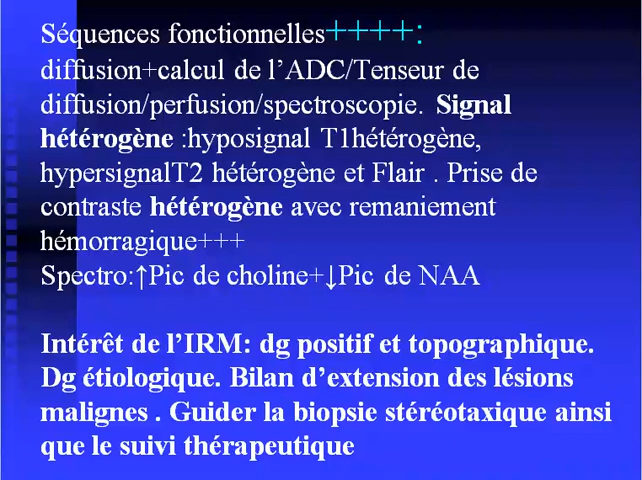 Séquences fonctionnelles++++:
diffusion+calcul de l’ADC/Tenseur de
diffusion/perfusion/spectroscopie. Signal
hétérogène :hyposignal T1hétérogène,
hypersignalT2 hétérogène et Flair . Prise de
contraste hétérogène avec remaniement
hémorragique+++
Spectro:↑Pic de choline+↓Pic de NAA
Intérêt de l’IRM: dg positif et topographique.
Dg étiologique. Bilan d’extension des lésions
malignes . Guider la biopsie stéréotaxique ainsi
que le suivi thérapeutique